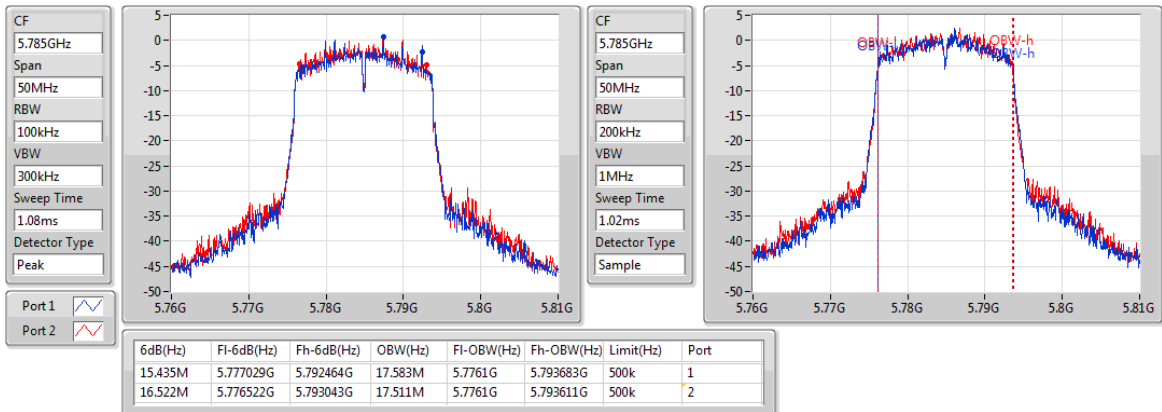 CF
5.785GHz
Span
50MHz
RBW
100kHz
VBW
300kHz
Sweep Time
1.08ms
Detector Type
Peak
Port 1
Port 2
5
0
-5
-10
-15
-20
-25
-30
-35
-40
-45
-50
5.76G 5.77G 5.78G 5.79G 5.8G 5.81G
CF
5.785GHz
Span
50MHz
RBW
200kHz
VBW
1MHz
Sweep Time
1.02ms
Detector Type
Sample
5
0
-5
-10
-15
-20
-25
-30
-35
-40
-45
-50
5.76G 5.77G 5.78G 5.79G 5.8G 5.81G
OBW-l
OBW-h
OBW-h
6dB(Hz) Fl-6dB(Hz) Fh-6dB(Hz) OBW(Hz) Fl-OBW(Hz) Fh-OBW(Hz) Limit(Hz) Port
15.435M 5.777029G 5.792464G 17.583M 5.7761G 5.793683G 500k 1
16.522M 5.776522G 5.793043G 17.511M 5.7761G 5.793611G 500k 2